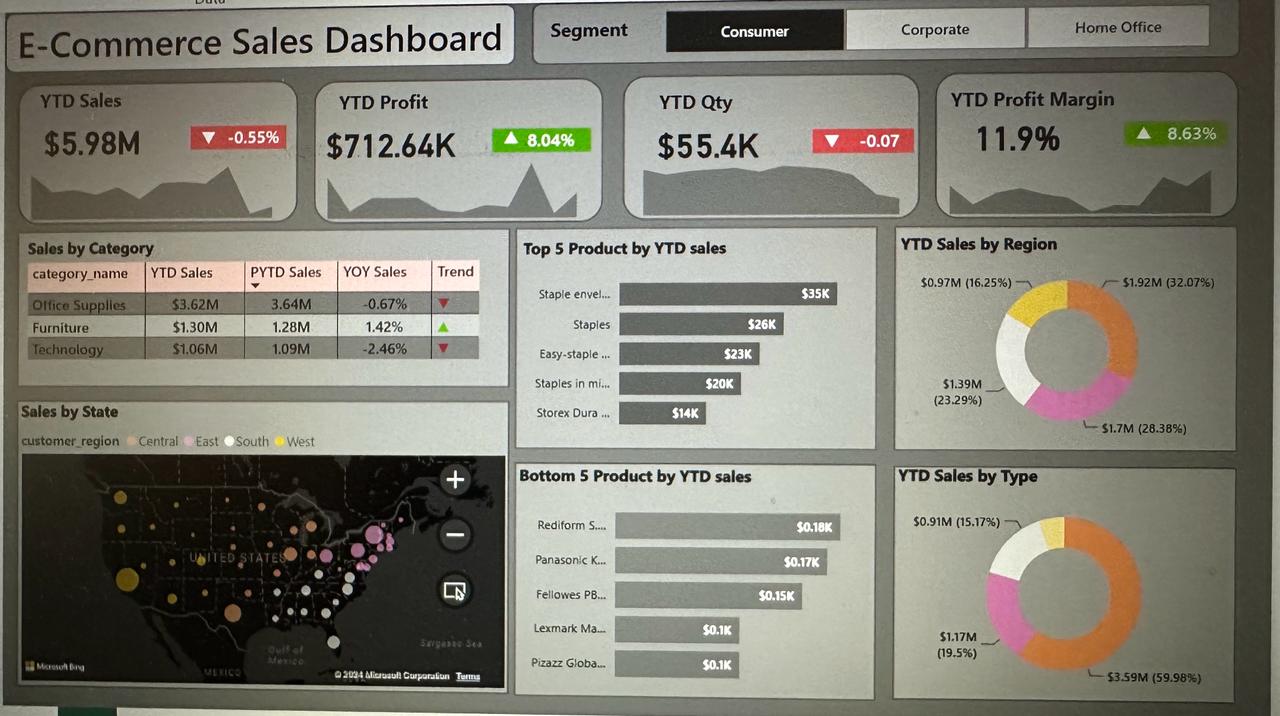 E-Commerce Sales Dashboard
Segment
Consumer
Corporate
Home Office
YTD Sales
$5.98M
▼ -0.55%
YTD Profit
$712.64K
▲ 8.04%
YTD Qty
$55.4K
▼ -0.07
YTD Profit Margin
11.9%
▲ 8.63%
Sales by Category
category_name YTD Sales PYTD Sales YOY Sales Trend
Office Supplies $3.62M 3.64M -0.67% ▼
Furniture $1.30M 1.28M 1.42% ▲
Technology $1.06M 1.09M -2.46% ▼
Sales by State
customer_region Central East South West
UNITED STATES
Gulf of
Mexico
MEXICO
Sargasso Sea
Microsoft Bing
© 2024 Microsoft Corporation Terms
Top 5 Product by YTD sales
Staple envel... $35K
Staples $26K
Easy-staple ... $23K
Staples in mi... $20K
Storex Dura ... $14K
Bottom 5 Product by YTD sales
Rediform S.... $0.18K
Panasonic K... $0.17K
Fellowes PB... $0.15K
Lexmark Ma... $0.1K
Pizazz Globa... $0.1K
YTD Sales by Region
$0.97M (16.25%)
$1.92M (32.07%)
$1.39M
(23.29%)
$1.7M (28.38%)
YTD Sales by Type
$0.91M (15.17%)
$1.17M
(19.5%)
$3.59M (59.98%)